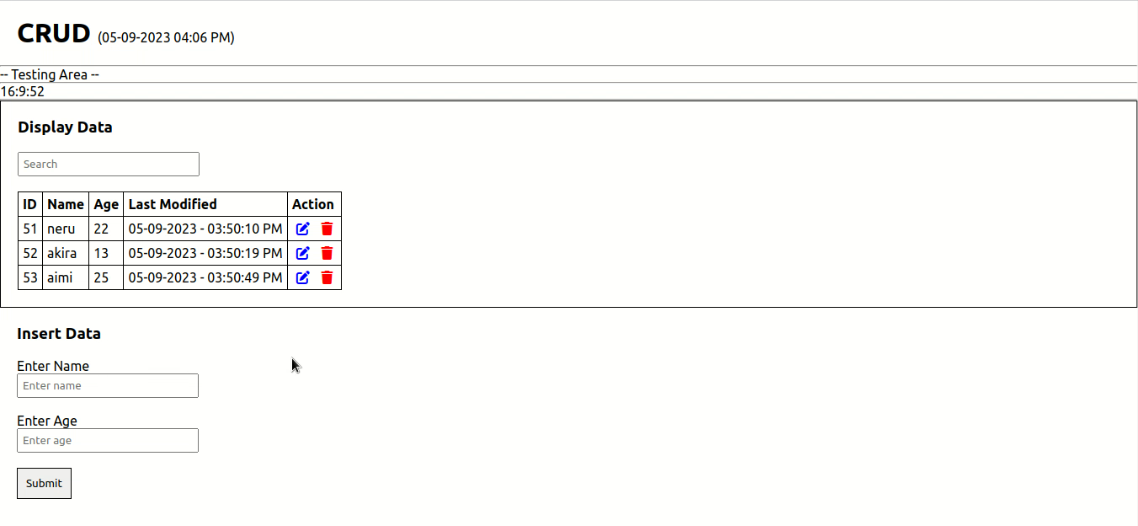 CRUD (05-09-2023 04:06 PM)
-- Testing Area --
16:9:52
Display Data
Search
ID Name Age Last Modified Action
51 neru 22 05-09-2023 - 03:50:10 PM
52 akira 13 05-09-2023 - 03:50:19 PM
53 aimi 25 05-09-2023 - 03:50:49 PM
Insert Data
Enter Name
Enter name
Enter Age
Enter age
Submit